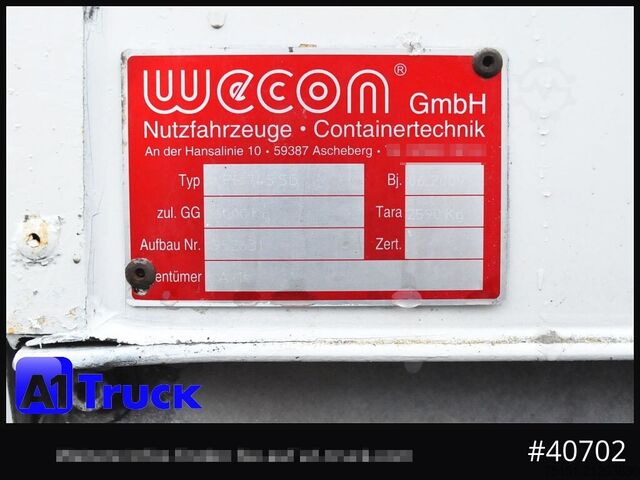 wecon® GmbH
Nutzfahrzeuge • Containertechnik
An der Hansalinie 10 • 59387 Ascheberg •
Typ Bj.
zul. GG Tara 2590 Kg
Aufbau Nr. Zert.
entümer
A1 Truck
#40702